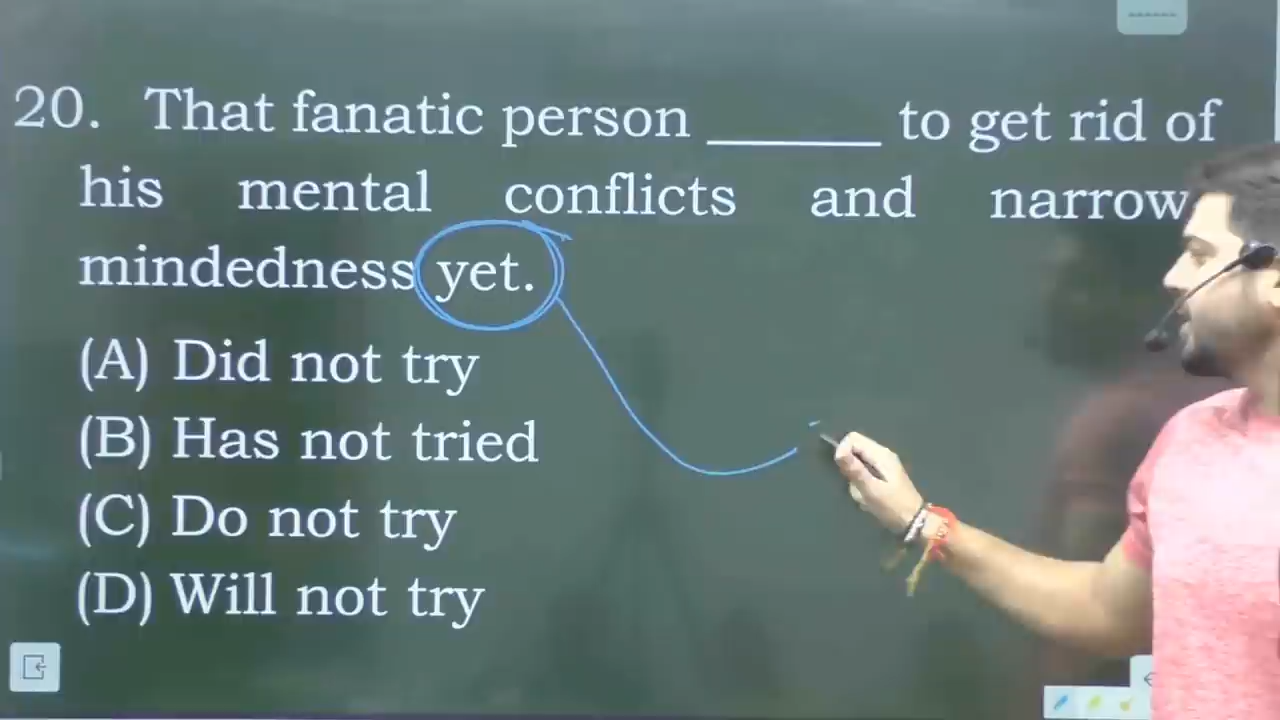 20. That fanatic person ______ to get rid of
his mental conflicts and narrow
mindedness yet.
(A) Did not try
(B) Has not tried
(C) Do not try
(D) Will not try